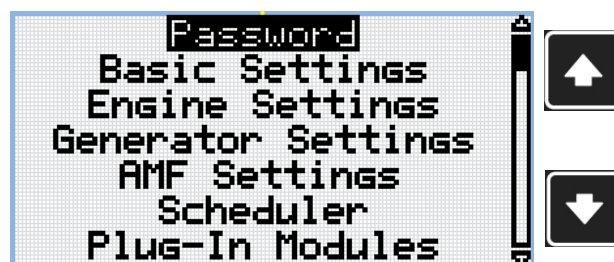 Password
Basic Settings
Engine Settings
Generator Settings
AMF Settings
Scheduler
Plug-In Modules